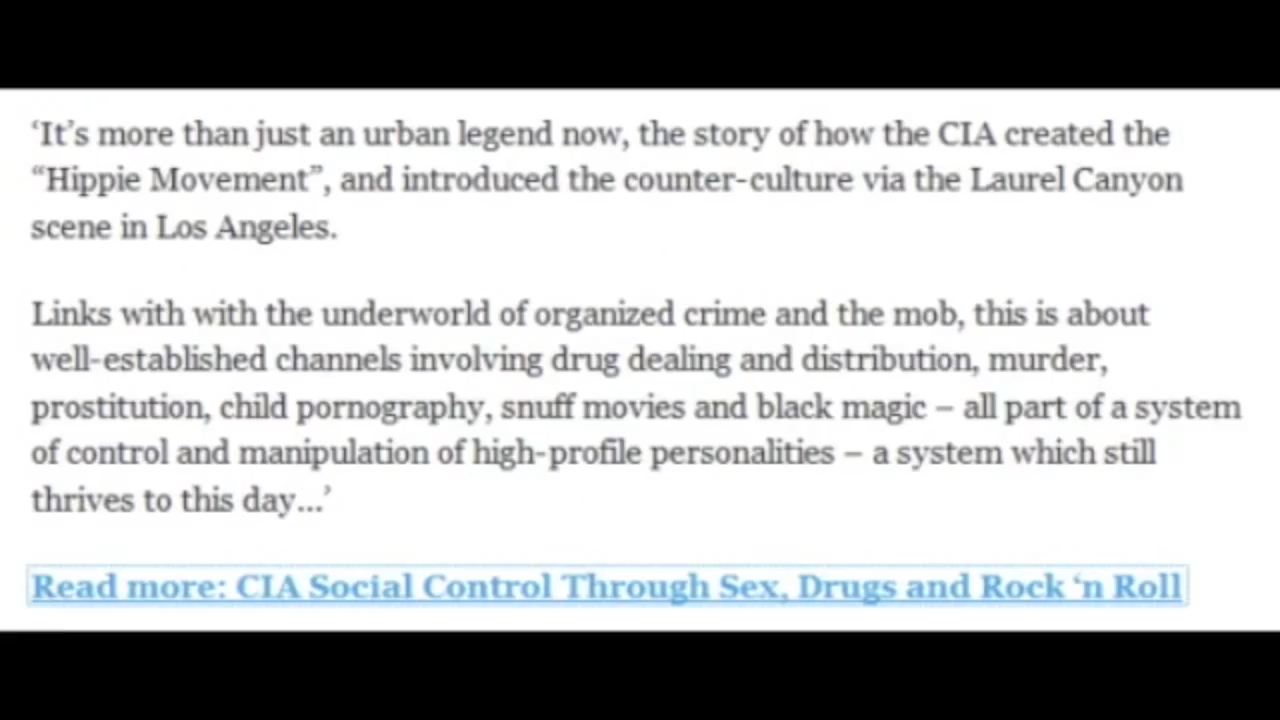 ‘It’s more than just an urban legend now, the story of how the CIA created the
“Hippie Movement”, and introduced the counter-culture via the Laurel Canyon
scene in Los Angeles.
Links with with the underworld of organized crime and the mob, this is about
well-established channels involving drug dealing and distribution, murder,
prostitution, child pornography, snuff movies and black magic – all part of a system
of control and manipulation of high-profile personalities – a system which still
thrives to this day...’
Read more: CIA Social Control Through Sex, Drugs and Rock ‘n Roll